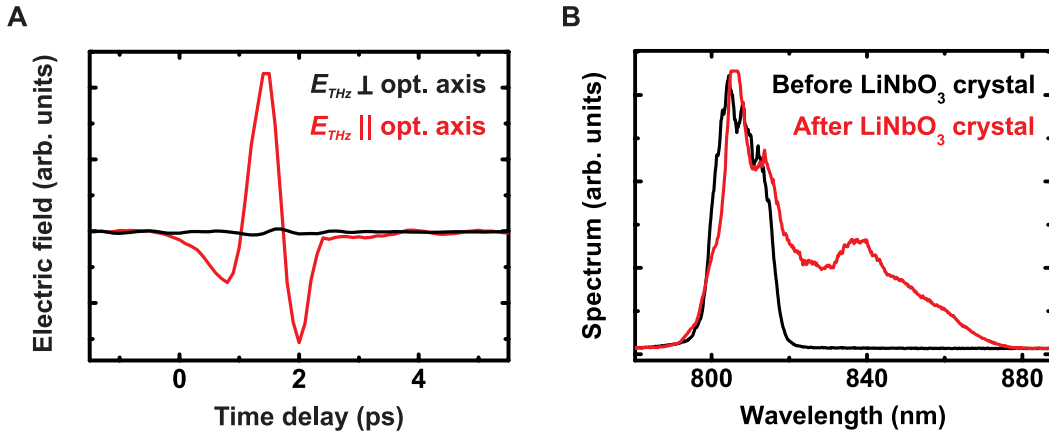 A
E_THz ⊥ opt. axis
E_THz || opt. axis
Electric field (arb. units)
0
2
4
Time delay (ps)
B
Before LiNbO₃ crystal
After LiNbO₃ crystal
Spectrum (arb. units)
800
840
880
Wavelength (nm)